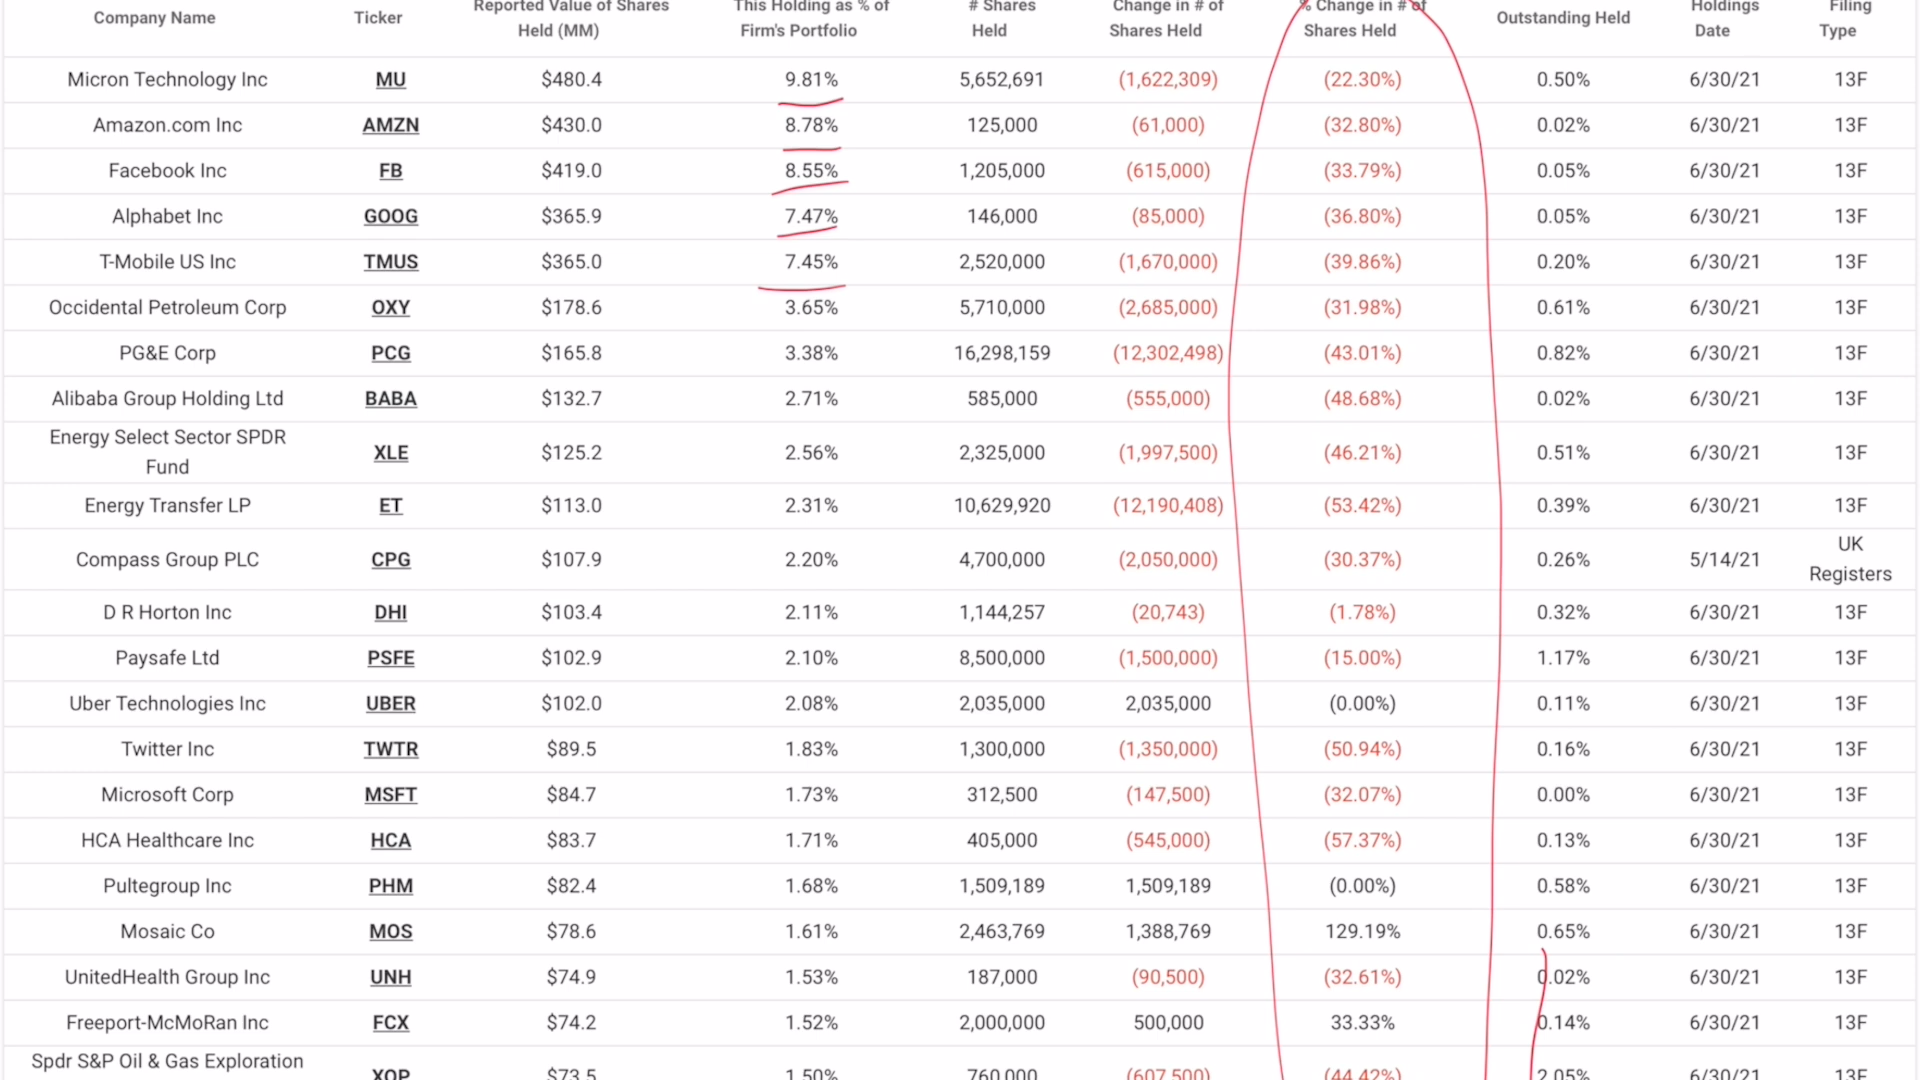 Company Name Ticker Reported Value of Shares Held (MM) This Holding as % of Firm's Portfolio # Shares Held Change in # of Shares Held % Change in # of Shares Held Outstanding Held Holdings Date Filing Type
Micron Technology Inc MU $480.4 9.81% 5,652,691 (1,622,309) (22.30%) 0.50% 6/30/21 13F
Amazon.com Inc AMZN $430.0 8.78% 125,000 (61,000) (32.80%) 0.02% 6/30/21 13F
Facebook Inc FB $419.0 8.55% 1,205,000 (615,000) (33.79%) 0.05% 6/30/21 13F
Alphabet Inc GOOG $365.9 7.47% 146,000 (85,000) (36.80%) 0.05% 6/30/21 13F
T-Mobile US Inc TMUS $365.0 7.45% 2,520,000 (1,670,000) (39.86%) 0.20% 6/30/21 13F
Occidental Petroleum Corp OXY $178.6 3.65% 5,710,000 (2,685,000) (31.98%) 0.61% 6/30/21 13F
PG&E Corp PCG $165.8 3.38% 16,298,159 (12,302,498) (43.01%) 0.82% 6/30/21 13F
Alibaba Group Holding Ltd BABA $132.7 2.71% 585,000 (555,000) (48.68%) 0.02% 6/30/21 13F
Energy Select Sector SPDR Fund XLE $125.2 2.56% 2,325,000 (1,997,500) (46.21%) 0.51% 6/30/21 13F
Energy Transfer LP ET $113.0 2.31% 10,629,920 (12,190,408) (53.42%) 0.39% 6/30/21 13F
Compass Group PLC CPG $107.9 2.20% 4,700,000 (2,050,000) (30.37%) 0.26% 5/14/21 UK Registers
D R Horton Inc DHI $103.4 2.11% 1,144,257 (20,743) (1.78%) 0.32% 6/30/21 13F
Paysafe Ltd PSFE $102.9 2.10% 8,500,000 (1,500,000) (15.00%) 1.17% 6/30/21 13F
Uber Technologies Inc UBER $102.0 2.08% 2,035,000 2,035,000 (0.00%) 0.11% 6/30/21 13F
Twitter Inc TWTR $89.5 1.83% 1,300,000 (1,350,000) (50.94%) 0.16% 6/30/21 13F
Microsoft Corp MSFT $84.7 1.73% 312,500 (147,500) (32.07%) 0.00% 6/30/21 13F
HCA Healthcare Inc HCA $83.7 1.71% 405,000 (545,000) (57.37%) 0.13% 6/30/21 13F
Pultegroup Inc PHM $82.4 1.68% 1,509,189 1,509,189 (0.00%) 0.58% 6/30/21 13F
Mosaic Co MOS $78.6 1.61% 2,463,769 1,388,769 129.19% 0.65% 6/30/21 13F
UnitedHealth Group Inc UNH $74.9 1.53% 187,000 (90,500) (32.61%) 0.02% 6/30/21 13F
Freeport-McMoRan Inc FCX $74.2 1.52% 2,000,000 500,000 33.33% 0.14% 6/30/21 13F
Spdr S&P Oil & Gas Exploration XOP $73.5 1.50% 760,000 (607,500) (44.42%) 2.05% 6/30/21 13F